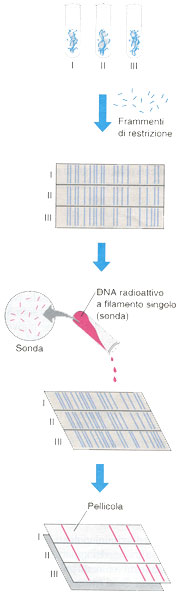 I II III
Frammenti
di restrizione
I
II
III
DNA radioattivo
a filamento singolo
(sonda)
Sonda
I
II
III
Pellicola
I
II
III